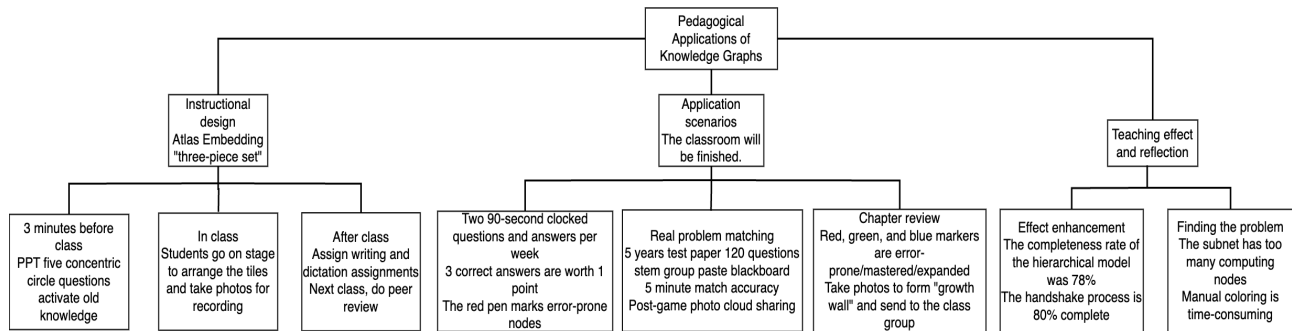 Pedagogical
Applications of
Knowledge Graphs
Instructional
design
Atlas Embedding
"three-piece set"
Application
scenarios
The classroom will
be finished.
Teaching effect
and reflection
3 minutes before
class
PPT five concentric
circle questions
activate old
knowledge
In class
Students go on stage
to arrange the tiles
and take photos for
recording
After class
Assign writing and
dictation assignments
Next class, do peer
review
Two 90-second clocked
questions and answers per
week
3 correct answers are worth 1
point
The red pen marks error-prone
nodes
Real problem matching
5 years test paper 120 questions
stem group paste blackboard
5 minute match accuracy
Post-game photo cloud sharing
Chapter review
Red, green, and blue markers
are error-
prone/mastered/expanded
Take photos to form "growth
wall" and send to the class
group
Effect enhancement
The completeness rate of
the hierarchical model
was 78%
The handshake process is
80% complete
Finding the problem
The subnet has too
many computing
nodes
Manual coloring is
time-consuming